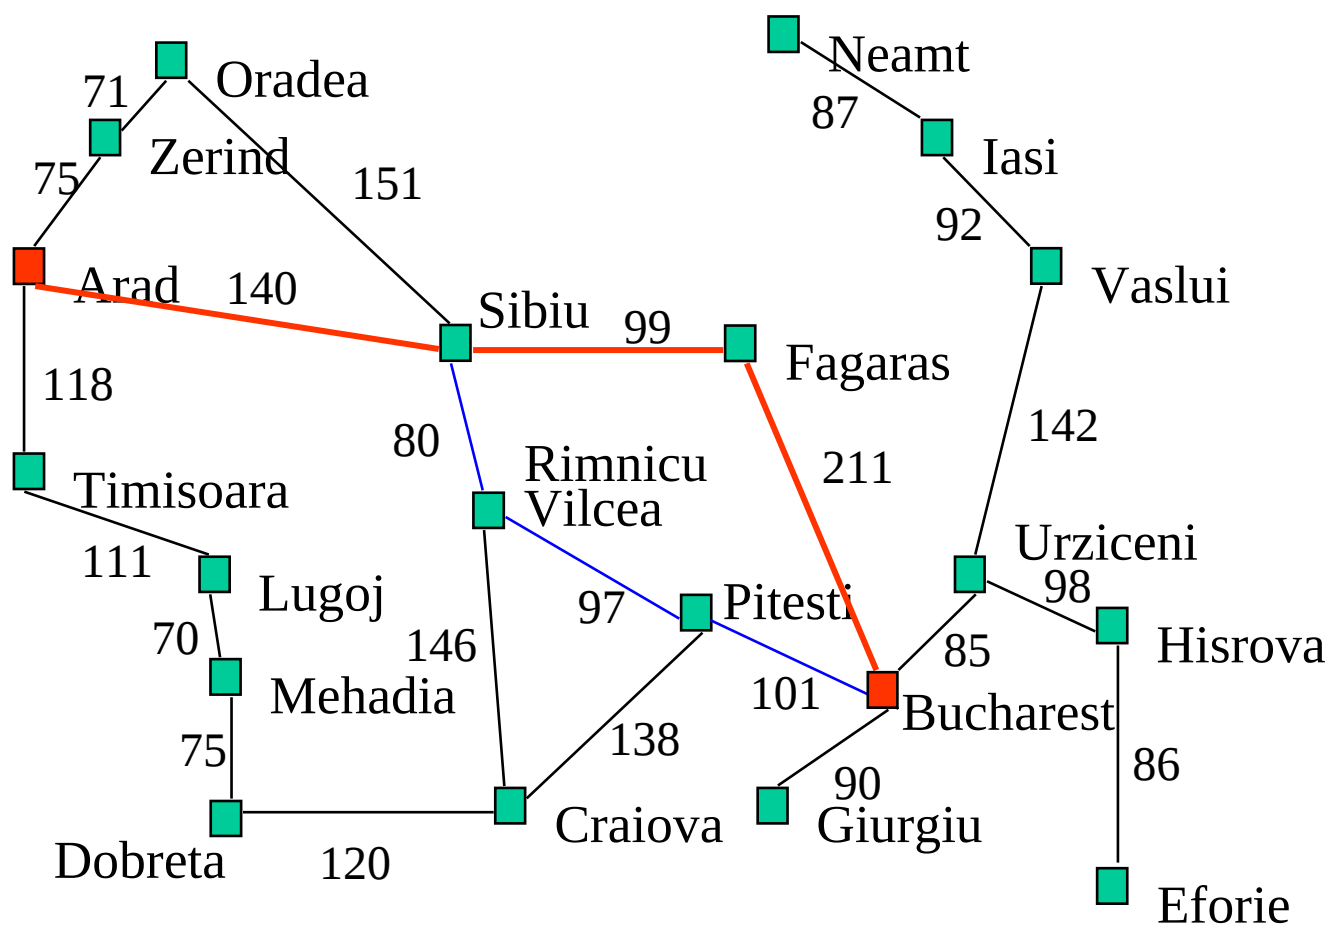 Neamt
Oradea
71
87
Zerind
Iasi
75
151
92
Arad
140
Vaslui
Sibiu
99
Fagaras
118
80
142
Rimnicu
Vilcea
211
Timisoara
111
Urziceni
98
Lugoj
97
Pitesti
70
146
85
Hisrova
Mehadia
101
Bucharest
75
138
86
90
Craiova
Giurgiu
Dobreta
120
Eforie